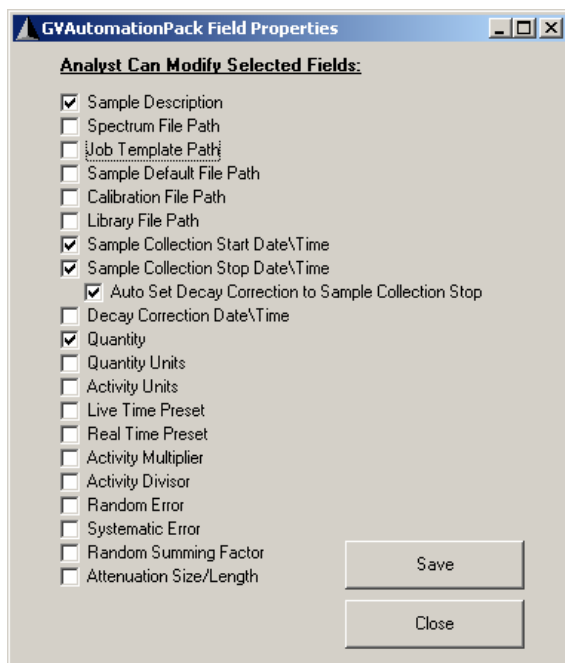 GVAutomationPack Field Properties
Analyst Can Modify Selected Fields:
Sample Description
Spectrum File Path
Job Template Path
Sample Default File Path
Calibration File Path
Library File Path
Sample Collection Start Date\Time
Sample Collection Stop Date\Time
Auto Set Decay Correction to Sample Collection Stop
Decay Correction Date\Time
Quantity
Quantity Units
Activity Units
Live Time Preset
Real Time Preset
Activity Multiplier
Activity Divisor
Random Error
Systematic Error
Random Summing Factor
Attenuation Size/Length
Save
Close